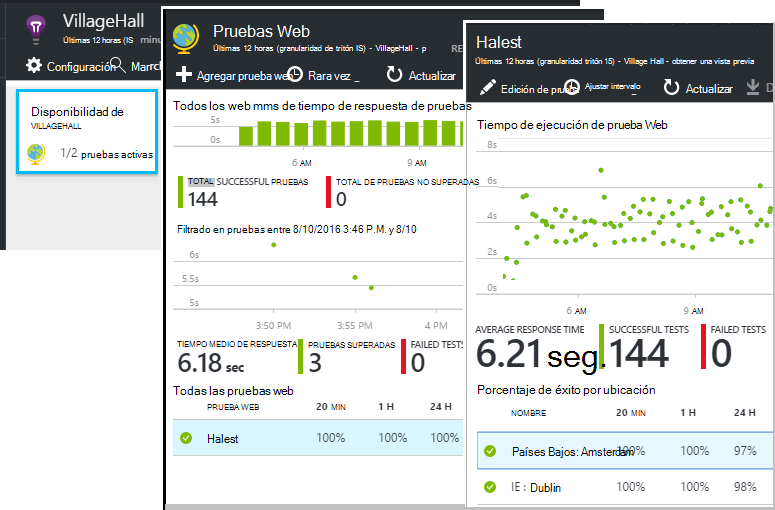 VillageHall
Últimas 12 horas (IS minu
Configuración Marrch
Disponibilidad de
VILLAGEHALL
1/2 pruebas activas
Pruebas Web
Últimas 12 horas (granularidad de tritón IS) - VillageHall - p RE
Agregar prueba web Rara vez _ Actualizar
Todos los web mms de tiempo de respuesta de pruebas
5s
0s
6 AM 9 AM
TOTAL SUCCESSFUL PRUEBAS
144
TOTAL DE PRUEBAS NO SUPERADAS
0
Filtrado en pruebas entre 8/10/2016 3:46 P.M. y 8/10
6s
5.5s
5s
3:50 PM 3:55 PM 4 PM
TIEMPO MEDIO DE RESPUESTA PRUEBAS SUPERADAS FAILED TESTS
6.18 sec 3 0
Todas las pruebas web
PRUEBA WEB 20 MIN 1 H 24 H
Halest 100% 100% 100%
Halest
Últimas 12 horas (granularidad tritón 15) - Village Hall - obtener una vista previa
Edición de prueba Ajustar intervalo _ Actualizar D
Tiempo de ejecución de prueba Web
8s
6s
4s
2s
0s
6 AM 9 AM
AVERAGE RESPONSE TIME SUCCESSFUL TESTS FAILED TESTS
6.21 seg. 144 0
Porcentaje de éxito por ubicación
NOMBRE 20 MIN 1 H 24 H
Países Bajos: Amsterdam 100% 100% 97%
IE : Dublin 100% 100% 98%